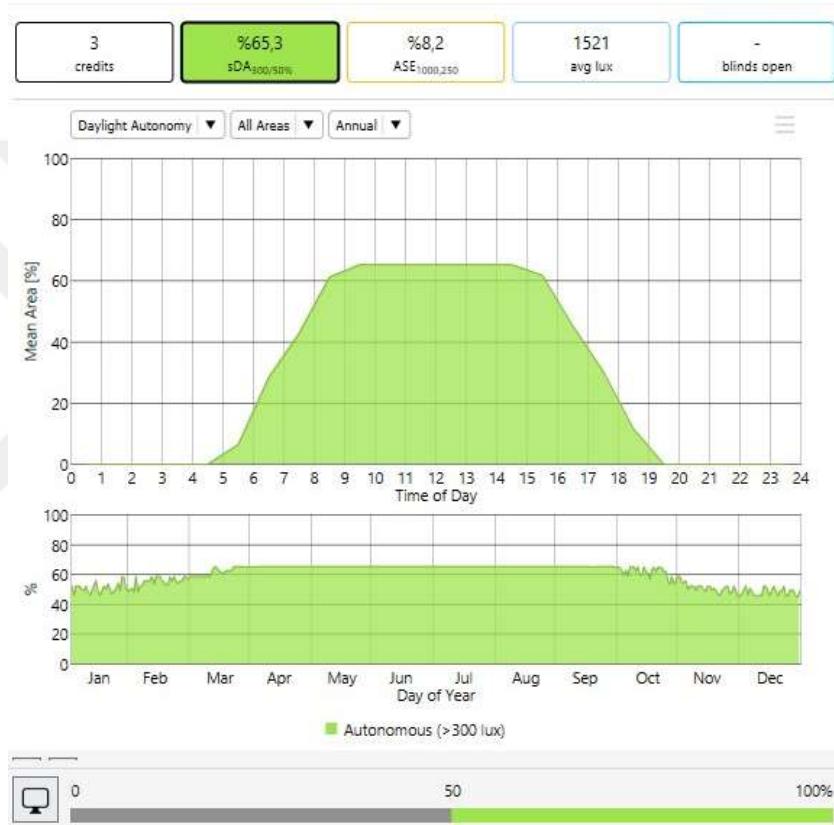 3 %65,3 %8,2 1521 -
credits sDA300/50% ASE1000,250 avg lux blinds open
Daylight Autonomy ▼ All Areas ▼ Annual ▼
100
80
60
40
20
0
Mean Area [%]
0 1 2 3 4 5 6 7 8 9 10 11 12 13 14 15 16 17 18 19 20 21 22 23 24
Time of Day
100
80
60
40
20
0
%
Jan Feb Mar Apr May Jun Jul Aug Sep Oct Nov Dec
Day of Year
Autonomous (>300 lux)
0 50 100%